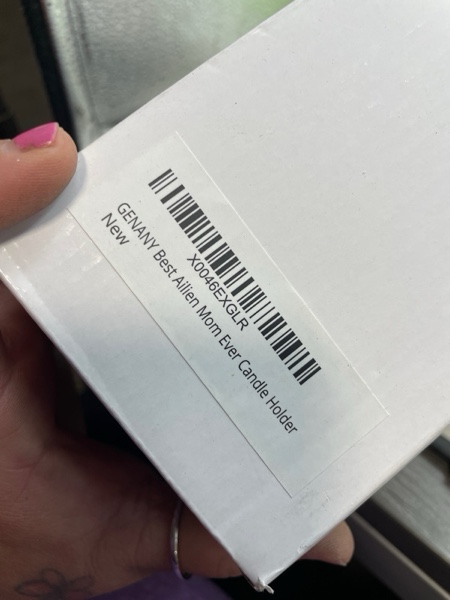 X0046EXGLR
GENANY Best Ailien Mom Ever Candle Holder
New